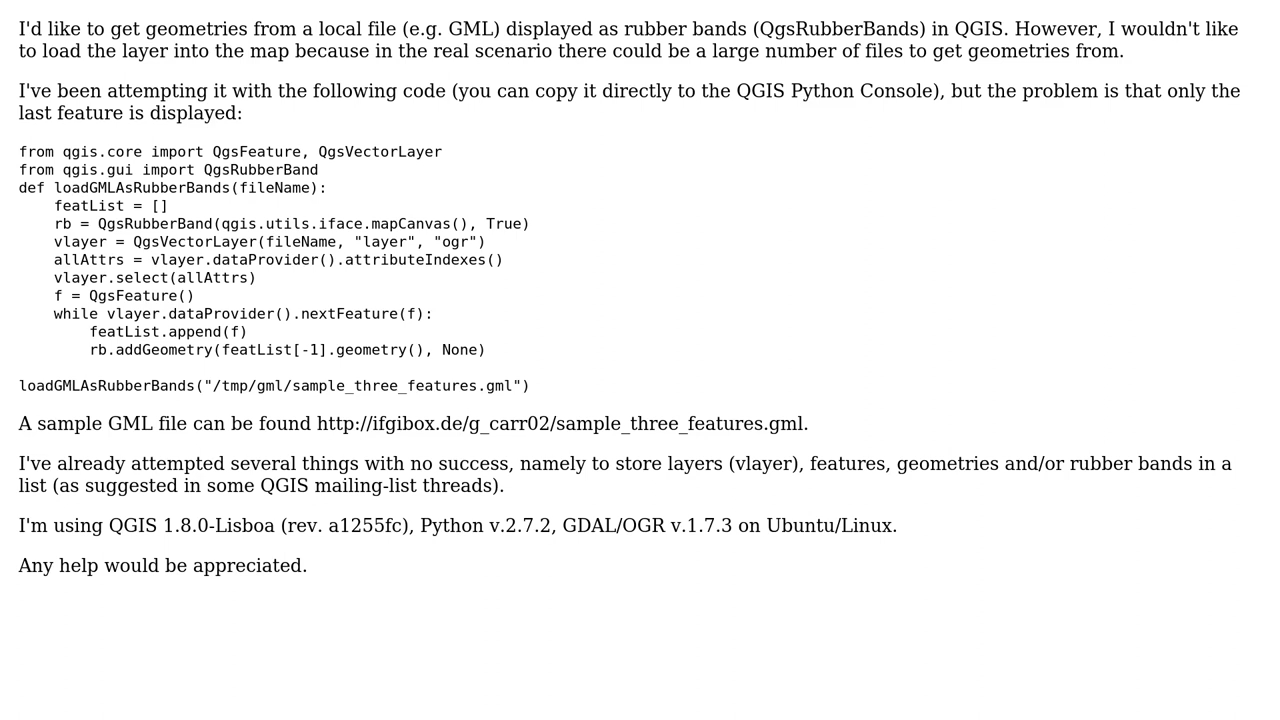 I'd like to get geometries from a local file (e.g. GML) displayed as rubber bands (QgsRubberBands) in QGIS. However, I wouldn't like
to load the layer into the map because in the real scenario there could be a large number of files to get geometries from.
I've been attempting it with the following code (you can copy it directly to the QGIS Python Console), but the problem is that only the
last feature is displayed:
from qgis.core import QgsFeature, QgsVectorLayer
from qgis.gui import QgsRubberBand
def loadGMLAsRubberBands(fileName):
    featList = []
    rb = QgsRubberBand(qgis.utils.iface.mapCanvas(), True)
    vlayer = QgsVectorLayer(fileName, "layer", "ogr")
    allAttrs = vlayer.dataProvider().attributeIndexes()
    vlayer.select(allAttrs)
    f = QgsFeature()
    while vlayer.dataProvider().nextFeature(f):
        featList.append(f)
        rb.addGeometry(featList[-1].geometry(), None)
loadGMLAsRubberBands("/tmp/gml/sample_three_features.gml")
A sample GML file can be found http://ifgibox.de/g_carr02/sample_three_features.gml.
I've already attempted several things with no success, namely to store layers (vlayer), features, geometries and/or rubber bands in a
list (as suggested in some QGIS mailing-list threads).
I'm using QGIS 1.8.0-Lisboa (rev. a1255fc), Python v.2.7.2, GDAL/OGR v.1.7.3 on Ubuntu/Linux.
Any help would be appreciated.